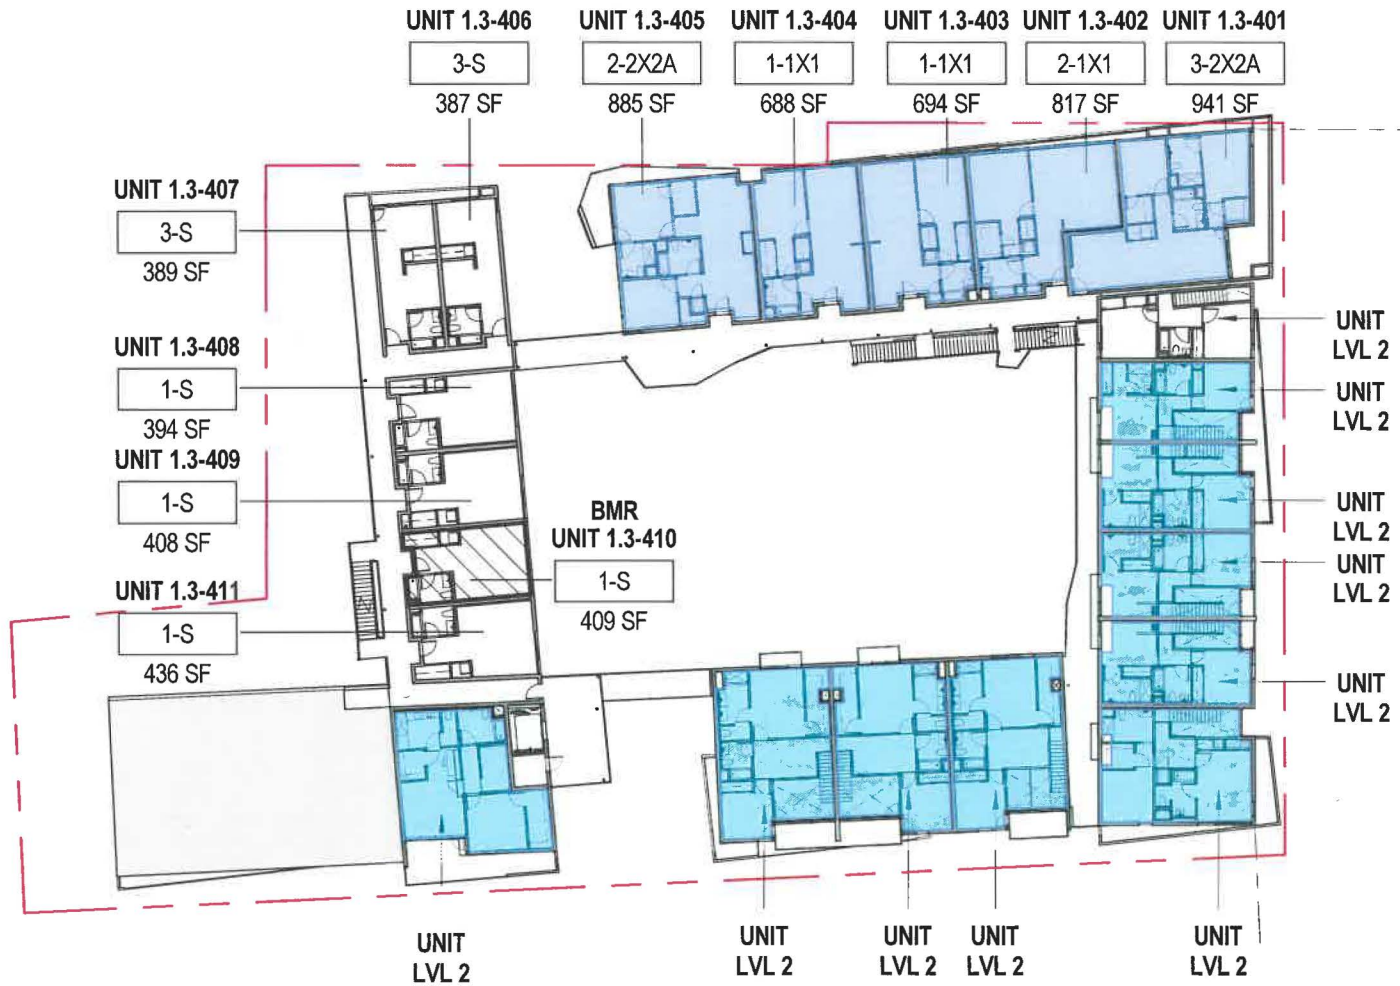 UNIT 1.3-406
3-S
387 SF
UNIT 1.3-405
2-2X2A
885 SF
UNIT 1.3-404
1-1X1
688 SF
UNIT 1.3-403
1-1X1
694 SF
UNIT 1.3-402
2-1X1
817 SF
UNIT 1.3-401
3-2X2A
941 SF
UNIT 1.3-407
3-S
389 SF
UNIT 1.3-408
1-S
394 SF
UNIT 1.3-409
1-S
408 SF
BMR
UNIT 1.3-410
1-S
409 SF
UNIT 1.3-411
1-S
436 SF
UNIT
LVL 2
UNIT
LVL 2
UNIT
LVL 2
UNIT
LVL 2
UNIT
LVL 2
UNIT
LVL 2
UNIT
LVL 2
UNIT
LVL 2
UNIT
LVL 2
UNIT
LVL 2